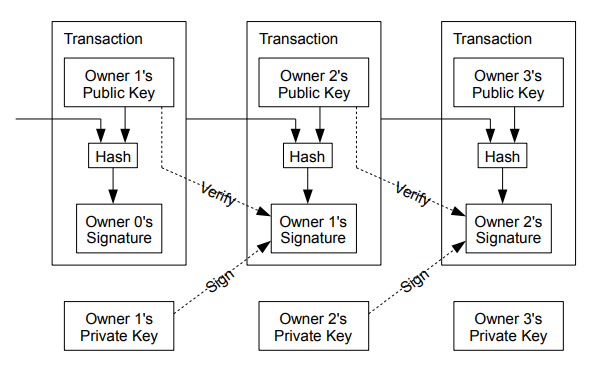 Transaction
Owner 1's
Public Key
Hash
Owner 0's
Signature
Transaction
Owner 2's
Public Key
Hash
Verify
Owner 1's
Signature
Sign
Transaction
Owner 3's
Public Key
Hash
Verify
Owner 2's
Signature
Sign
Owner 1's
Private Key
Owner 2's
Private Key
Owner 3's
Private Key